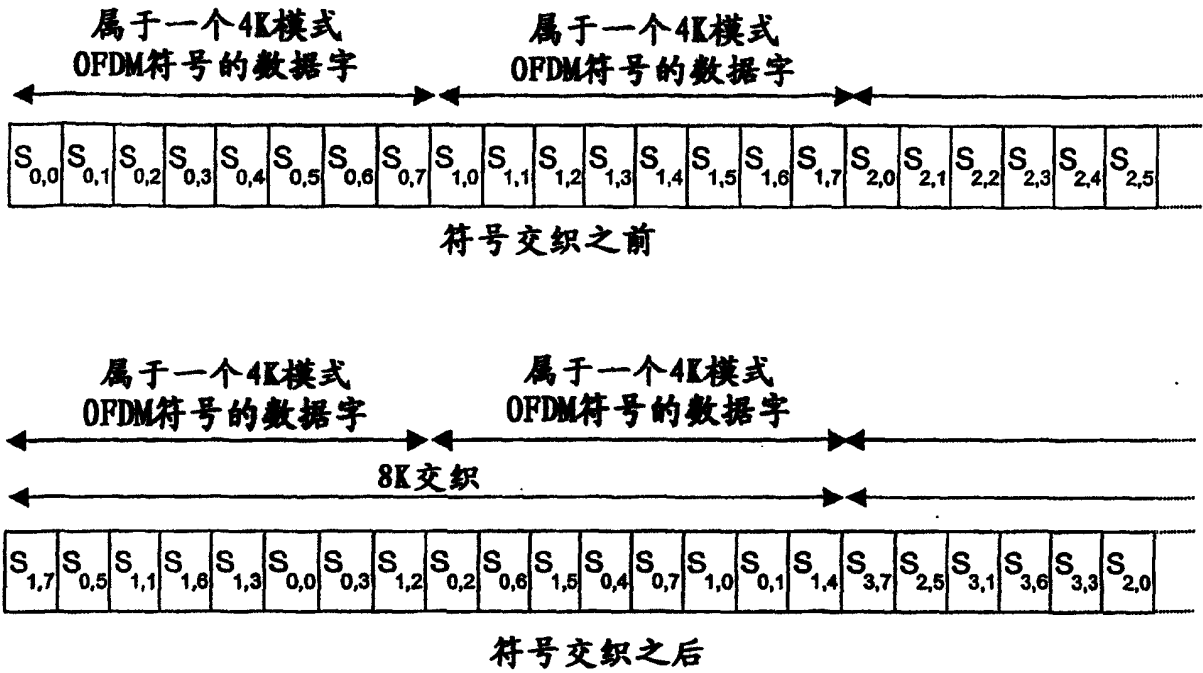 属于一个4K模式
OFDM符号的数据字
属于一个4K模式
OFDM符号的数据字
S0,0 S0,1 S0,2 S0,3 S0,4 S0,5 S0,6 S0,7 S1,0 S1,1 S1,2 S1,3 S1,4 S1,5 S1,6 S1,7 S2,0 S2,1 S2,2 S2,3 S2,4 S2,5
符号交织之前
属于一个4K模式
OFDM符号的数据字
属于一个4K模式
OFDM符号的数据字
8K交织
S1,7 S0,5 S1,1 S1,6 S1,3 S0,0 S0,3 S1,2 S0,2 S0,6 S1,5 S0,4 S0,7 S1,0 S0,1 S1,4 S3,7 S2,5 S3,1 S3,6 S3,3 S2,0
符号交织之后